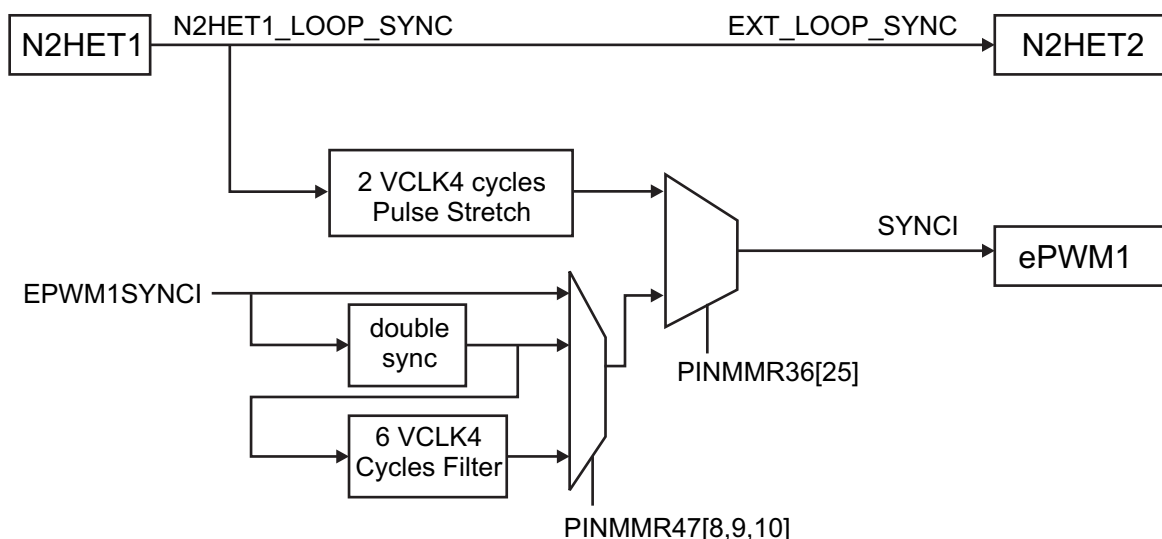 N2HET1
N2HET1_LOOP_SYNC
EXT_LOOP_SYNC
N2HET2
2 VCLK4 cycles
Pulse Stretch
SYNCI
ePWM1
EPWM1SYNCI
double
sync
PINMMR36[25]
6 VCLK4
Cycles Filter
PINMMR47[8,9,10]